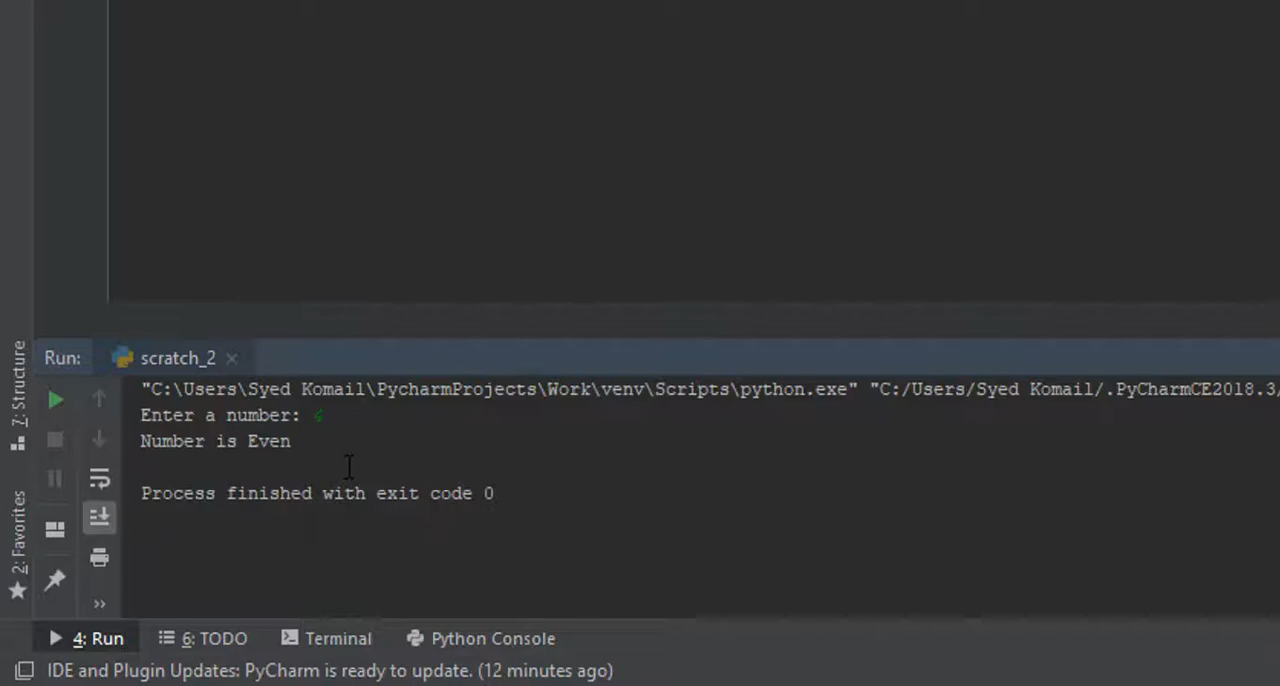 Run: scratch_2
"C:\Users\Syed Komail\PycharmProjects\Work\venv\Scripts\python.exe" "C:/Users/Syed Komail/.PyCharmCE2018.3/
Enter a number:
Number is Even
Process finished with exit code 0
7: Structure
2: Favorites
4: Run 6: TODO Terminal Python Console
IDE and Plugin Updates: PyCharm is ready to update. (12 minutes ago)